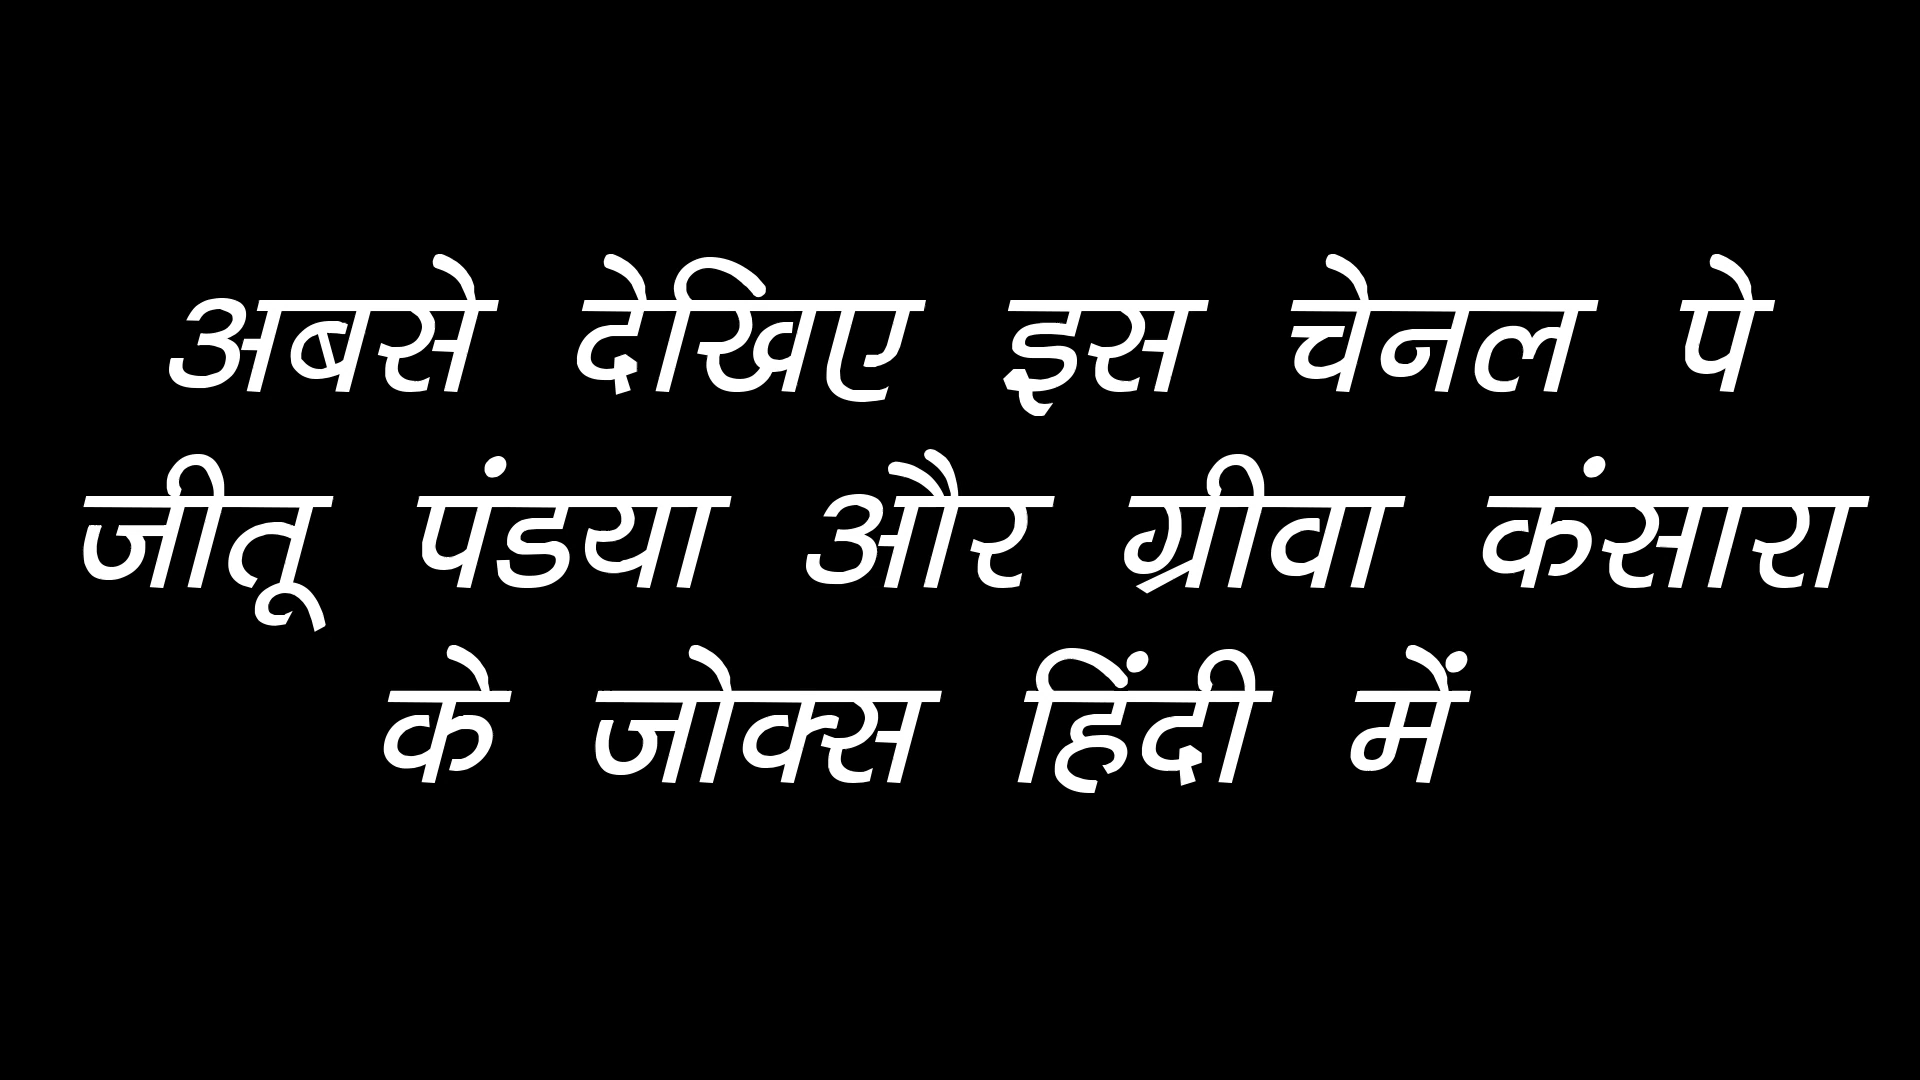 अबसे देखिए इस चेनल पे
जीतू पंडया और ग्रीवा कंसारा
के जोक्स हिंदी में